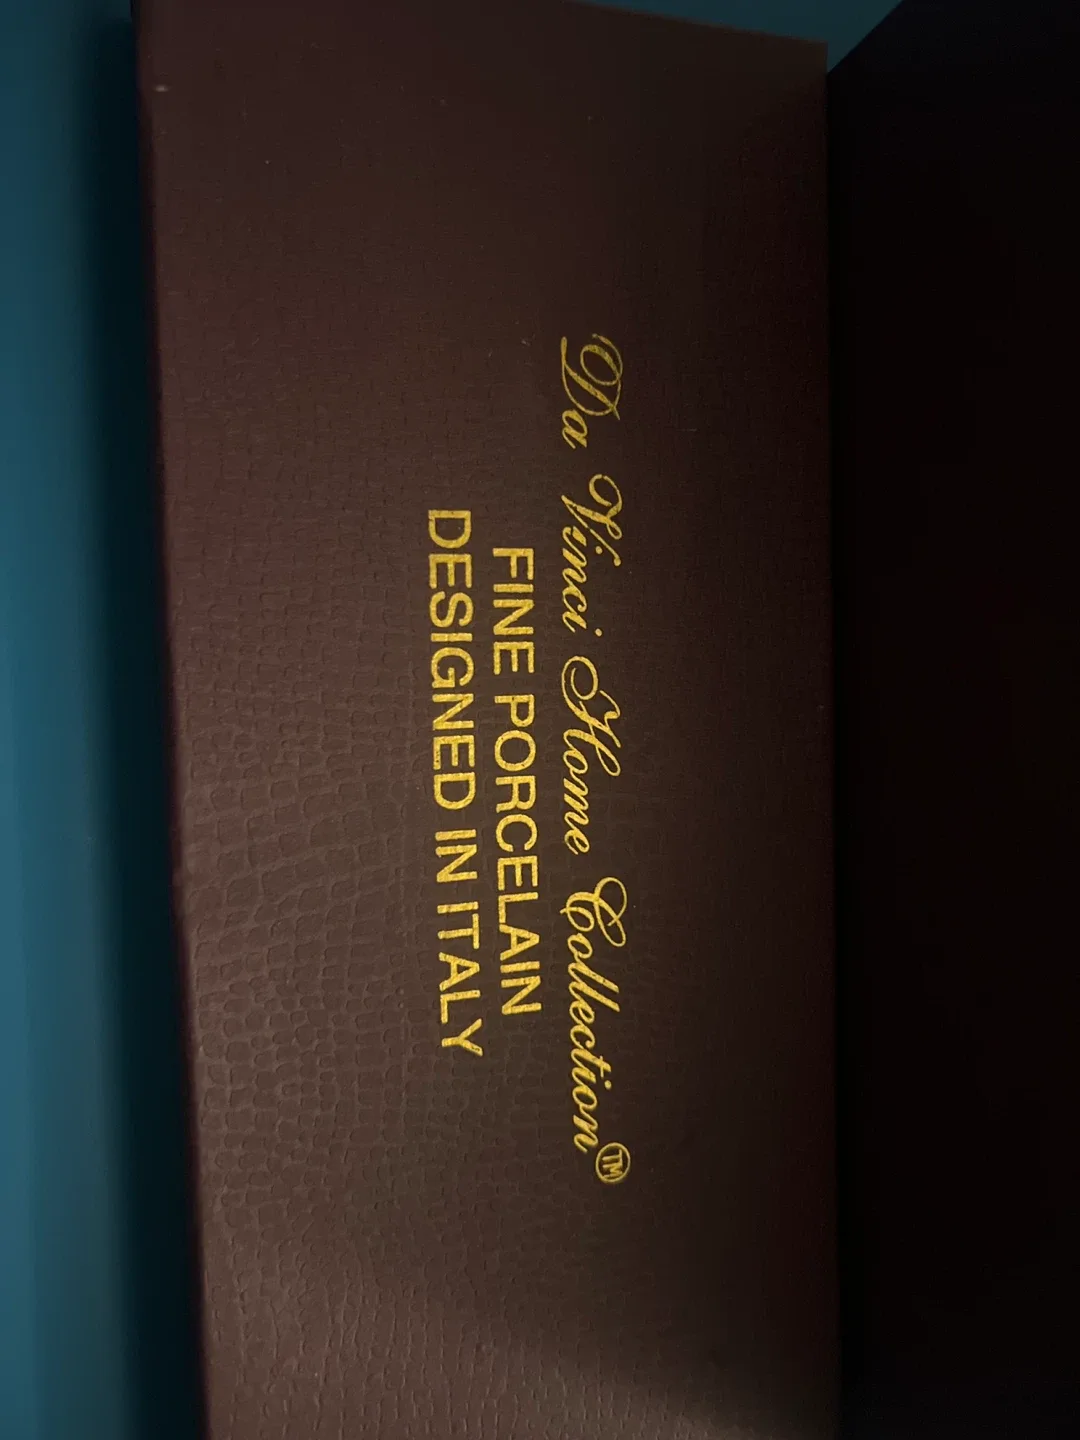 Da Vinci Home Collection™
FINE PORCELAIN
DESIGNED IN ITALY